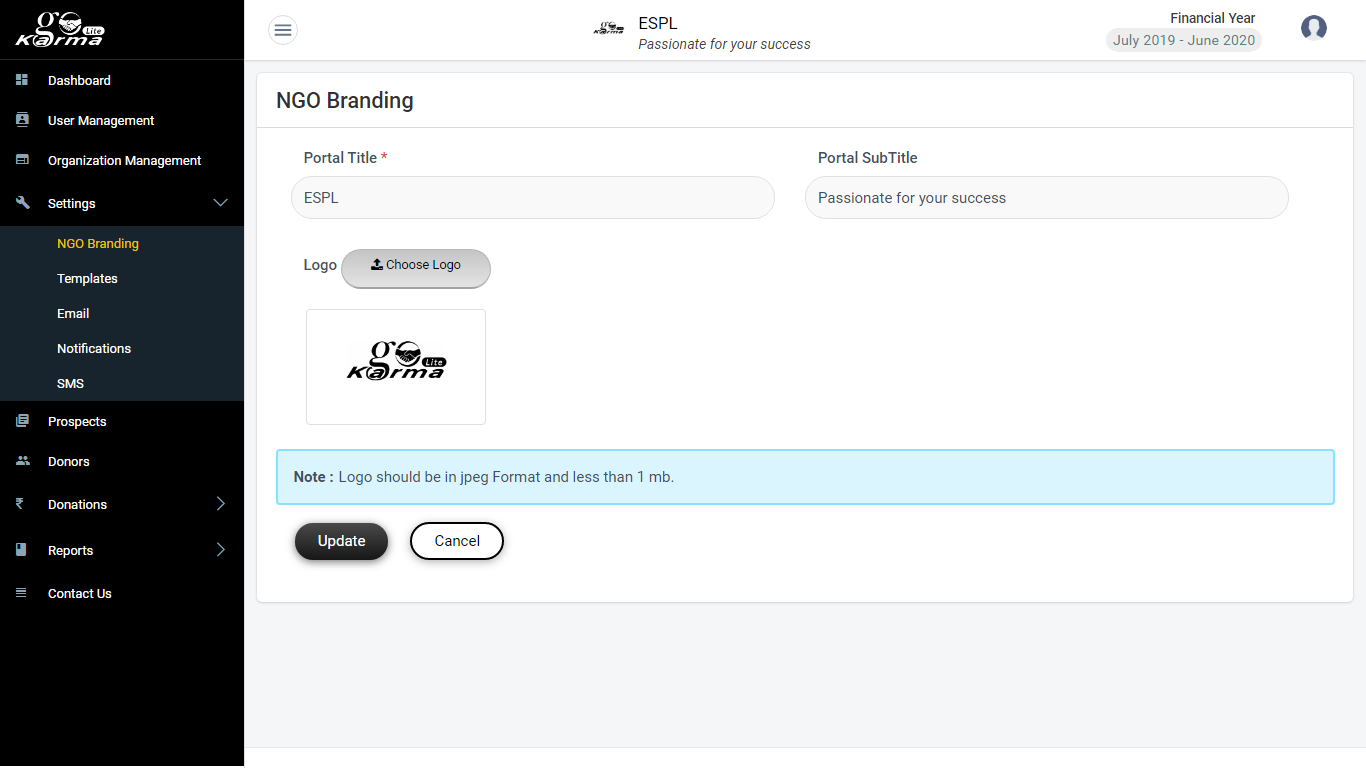 go Lite
Karma
ESPL
Passionate for your success
Financial Year
July 2019 - June 2020
Dashboard
User Management
Organization Management
Settings
NGO Branding
Templates
Email
Notifications
SMS
Prospects
Donors
Donations
Reports
Contact Us
NGO Branding
Portal Title *
Portal SubTitle
ESPL
Passionate for your success
Logo Choose Logo
go Lite
Karma
Note : Logo should be in jpeg Format and less than 1 mb.
Update
Cancel